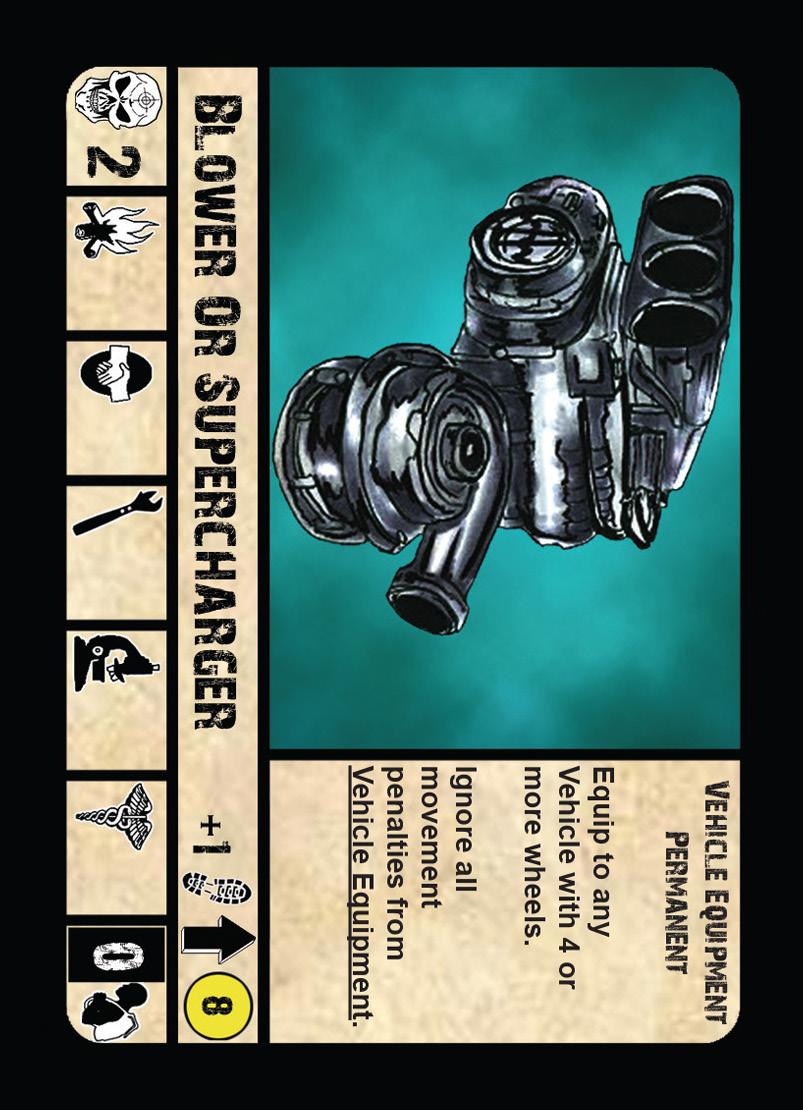 VEHICLE EQUIPMENT
PERMANENT
Equip to any
Vehicle with 4 or
more wheels.
Ignore all
movement
penalties from
Vehicle Equipment.
BLOWER OR SUPERCHARGER +1 8
2
0